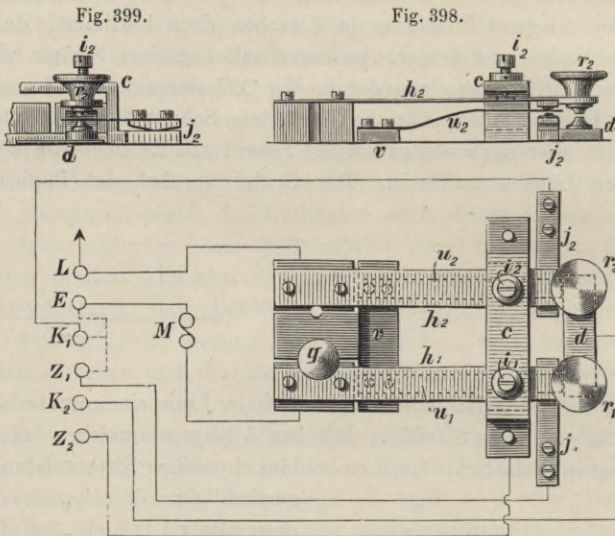 Fig. 399.
Fig. 398.
i₂
c
r₂
j₂
d
i₂
c
r₂
h₂
u₂
v
j₂
d
L
E
K₁
Z₁
K₂
Z₂
M
g
v
u₂
h₂
h₁
u₁
i₂
c
i₁
j₂
r₂
d
r₁
j₁